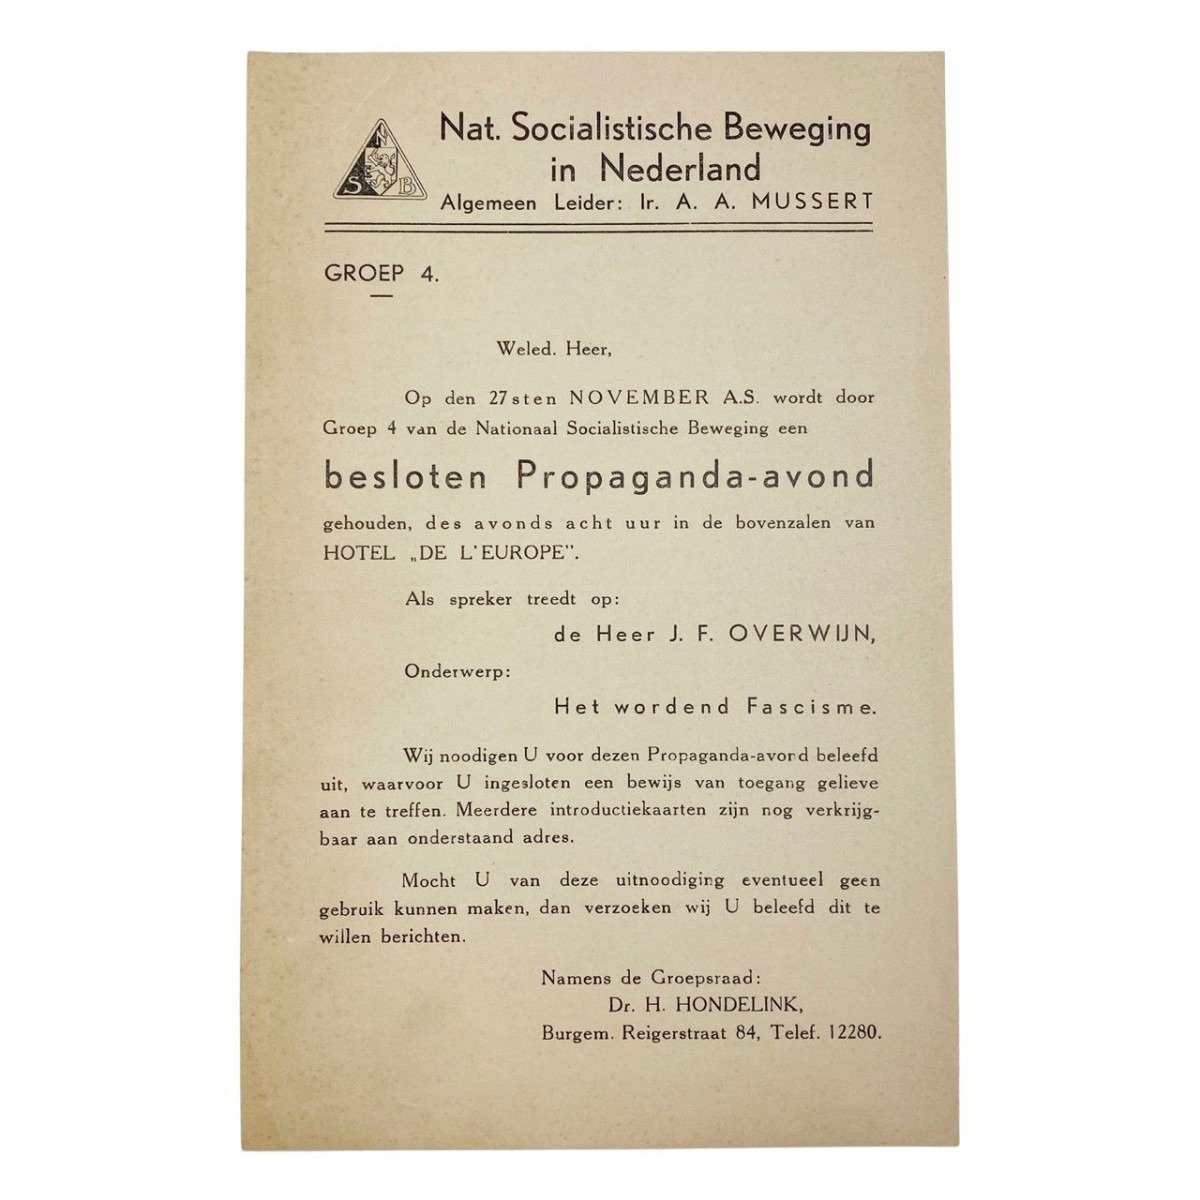 N
S B
Nat. Socialistische Beweging
in Nederland
Algemeen Leider: Ir. A. A. MUSSERT
GROEP 4.
Weled. Heer,
Op den 27sten NOVEMBER A.S. wordt door
Groep 4 van de Nationaal Socialistische Beweging een
besloten Propaganda-avond
gehouden, des avonds acht uur in de bovenzalen van
HOTEL „DE L'EUROPE”.
Als spreker treedt op:
de Heer J. F. OVERWIJN,
Onderwerp:
Het wordend Fascisme.
Wij noodigen U voor dezen Propaganda-avond beleefd
uit, waarvoor U ingesloten een bewijs van toegang gelieve
aan te treffen. Meerdere introductiekaarten zijn nog verkrijg-
baar aan onderstaand adres.
Mocht U van deze uitnoodiging eventueel geen
gebruik kunnen maken, dan verzoeken wij U beleefd dit te
willen berichten.
Namens de Groepsraad:
Dr. H. HONDELINK,
Burgem. Reigerstraat 84, Telef. 12280.